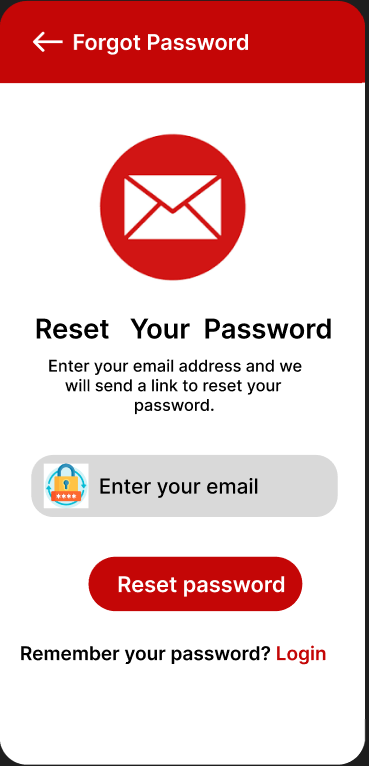 Forgot Password
Reset Your Password
Enter your email address and we
will send a link to reset your
password.
****
Enter your email
Reset password
Remember your password? Login